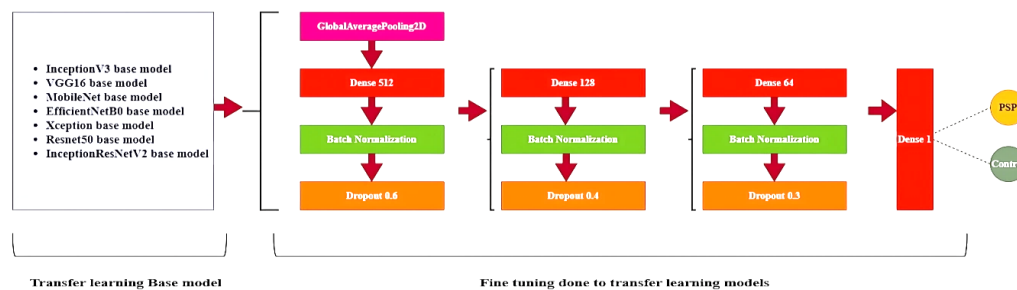 InceptionV3 base model
VGG16 base model
MobileNet base model
EfficientNetB0 base model
Xception base model
Resnet50 base model
InceptionResNetV2 base model
GlobalAveragePooling2D
Dense 512
Batch Normalization
Dropout 0.6
Dense 128
Batch Normalization
Dropout 0.4
Dense 64
Batch Normalization
Dropout 0.3
Dense 1
PSP
Contr
Transfer learning Base model
Fine tuning done to transfer learning models